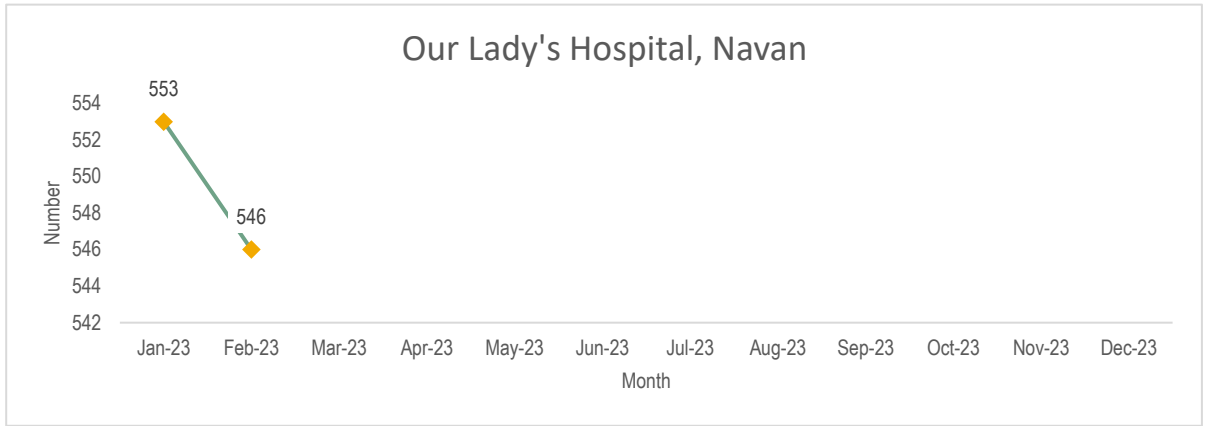 Our Lady's Hospital, Navan
553
554
552
550
548
546
544
542
546
Number
Jan-23 Feb-23 Mar-23 Apr-23 May-23 Jun-23 Jul-23 Aug-23 Sep-23 Oct-23 Nov-23 Dec-23
Month